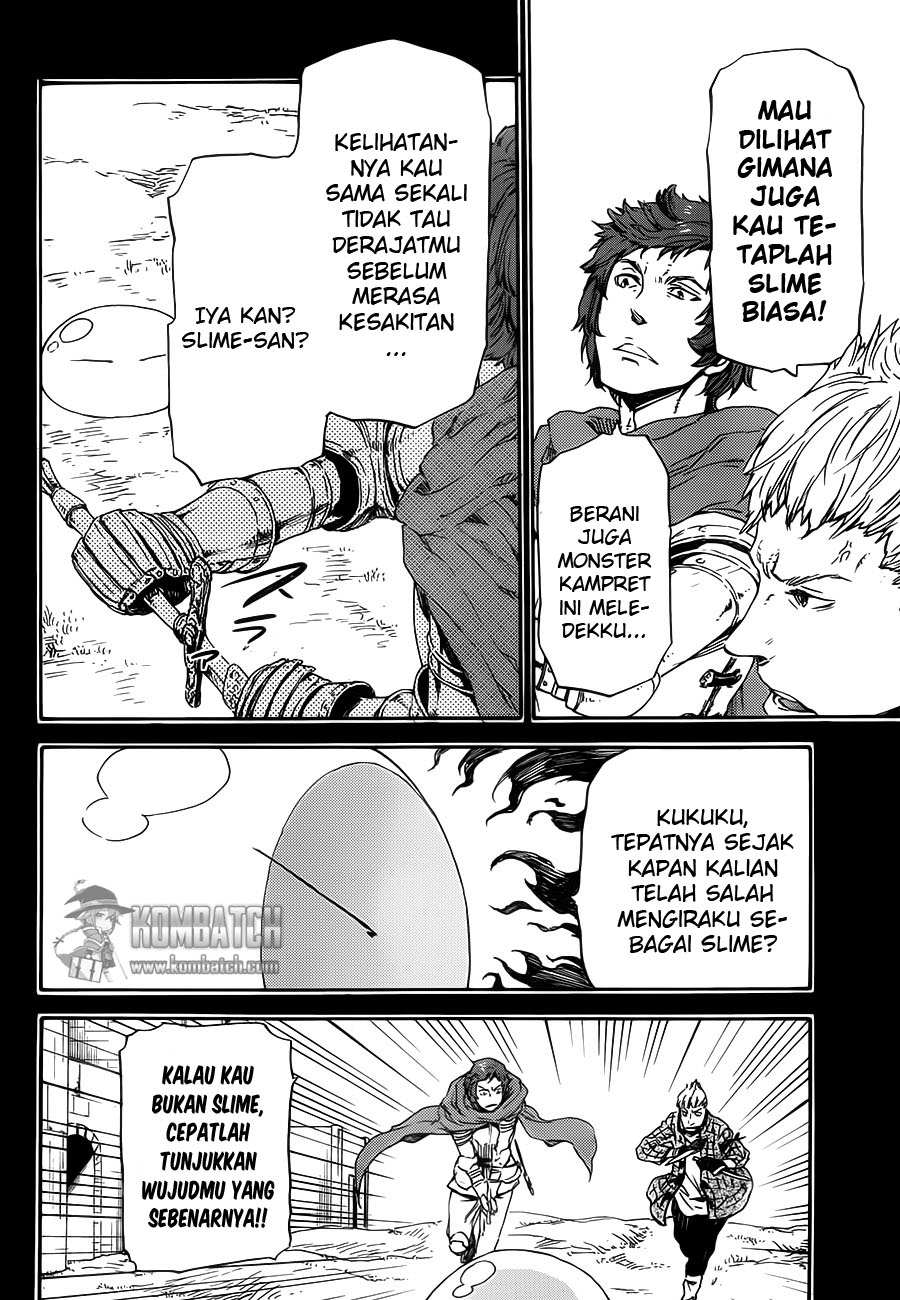 MAU
DILIHAT
GIMANA
JUGA
KAU TE-
TAPLAH
SLIME
BIASA!
BERANI
JUGA
MONSTER
KAMPRET
INI MELE-
DEKKU...
KELIHATAN-
NYA KAU
SAMA SEKALI
TIDAK TAU
DERAJATMU
SEBELUM
MERASA
KESAKITAN
...
IYA KAN?
SLIME-SAN?
KUKUKU,
TEPATNYA SEJAK
KAPAN KALIAN
TELAH SALAH
MENGIRAKU SE-
BAGAI SLIME?
KOMBATCH
www.kombatch.com
KALAU KAU
BUKAN SLIME,
CEPATLAH
TUNJUKKAN
WUJUDMU YANG
SEBENARNYA!!